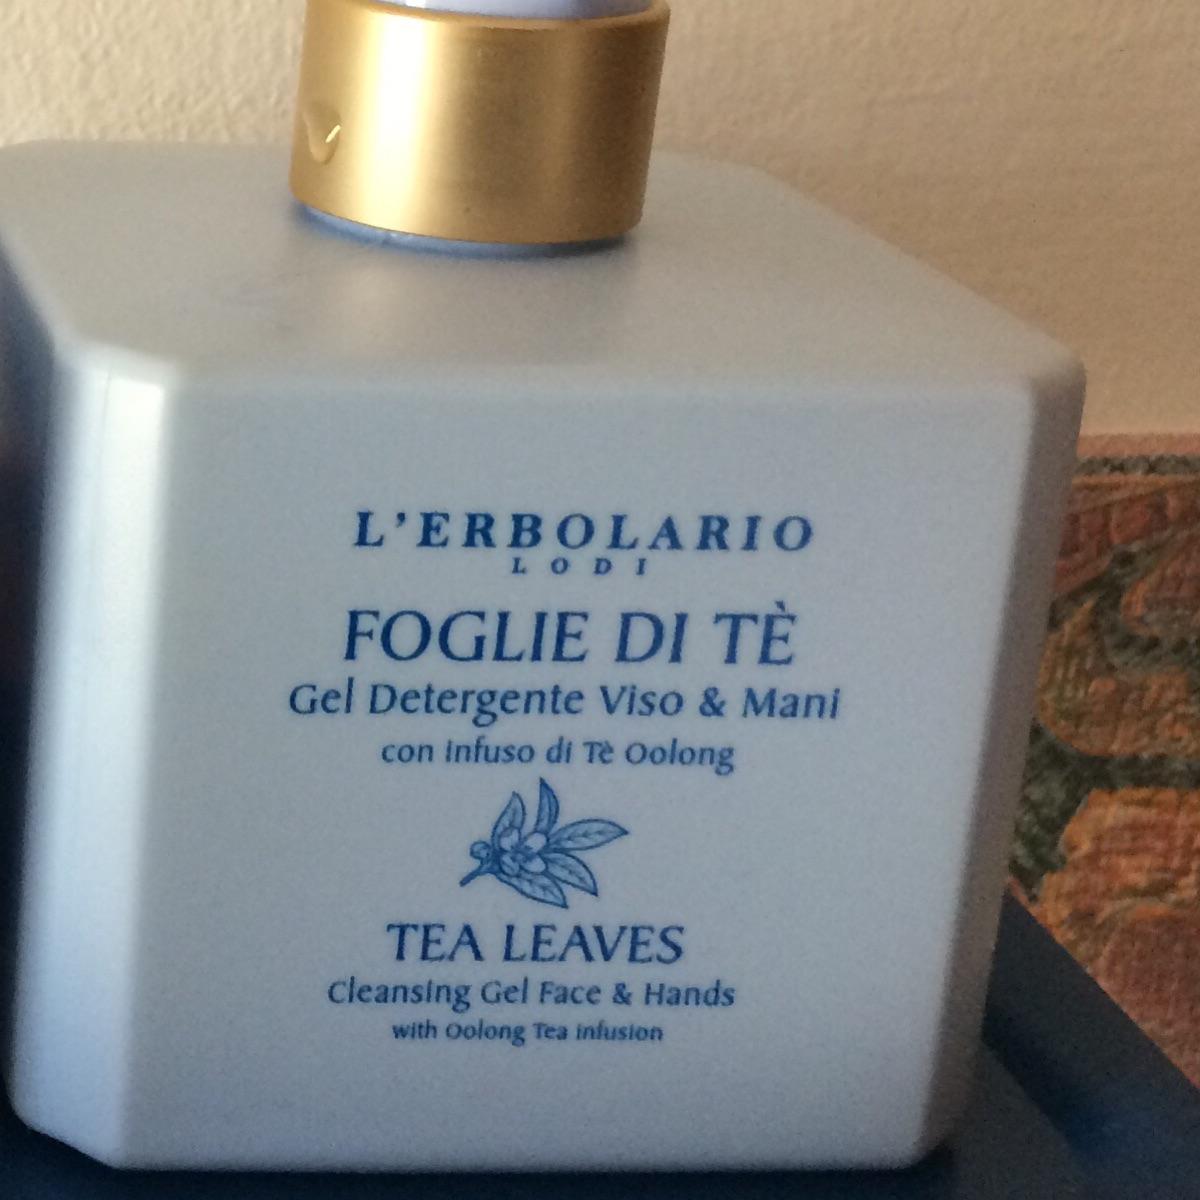 L'ERBOLARIO
LODI
FOGLIE DI TÈ
Gel Detergente Viso & Mani
con infuso di Tè Oolong
TEA LEAVES
Cleansing Gel Face & Hands
with Oolong Tea infusion